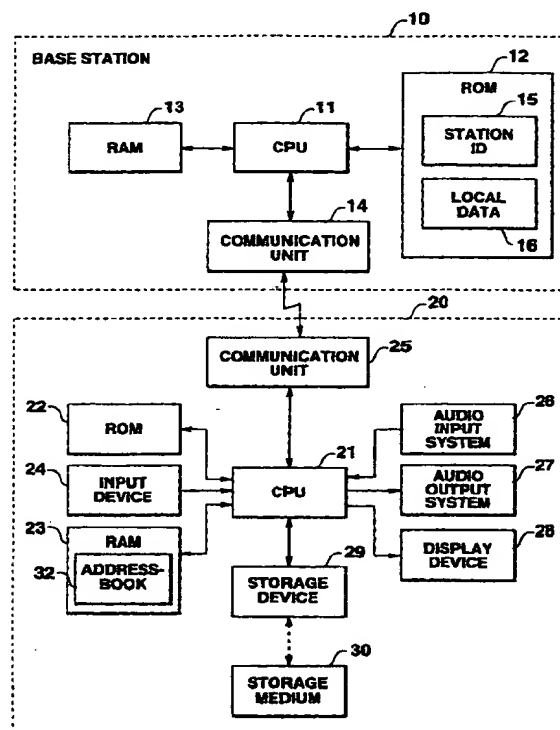 10
BASE STATION
12
ROM
15
STATION
ID
LOCAL
DATA
16
13
RAM
11
CPU
14
COMMUNICATION
UNIT
20
COMMUNICATION
UNIT
25
22
ROM
24
INPUT
DEVICE
23
RAM
32
ADDRESS-
BOOK
21
CPU
26
AUDIO
INPUT
SYSTEM
AUDIO
OUTPUT
SYSTEM
27
DISPLAY
DEVICE
28
29
STORAGE
DEVICE
30
STORAGE
MEDIUM